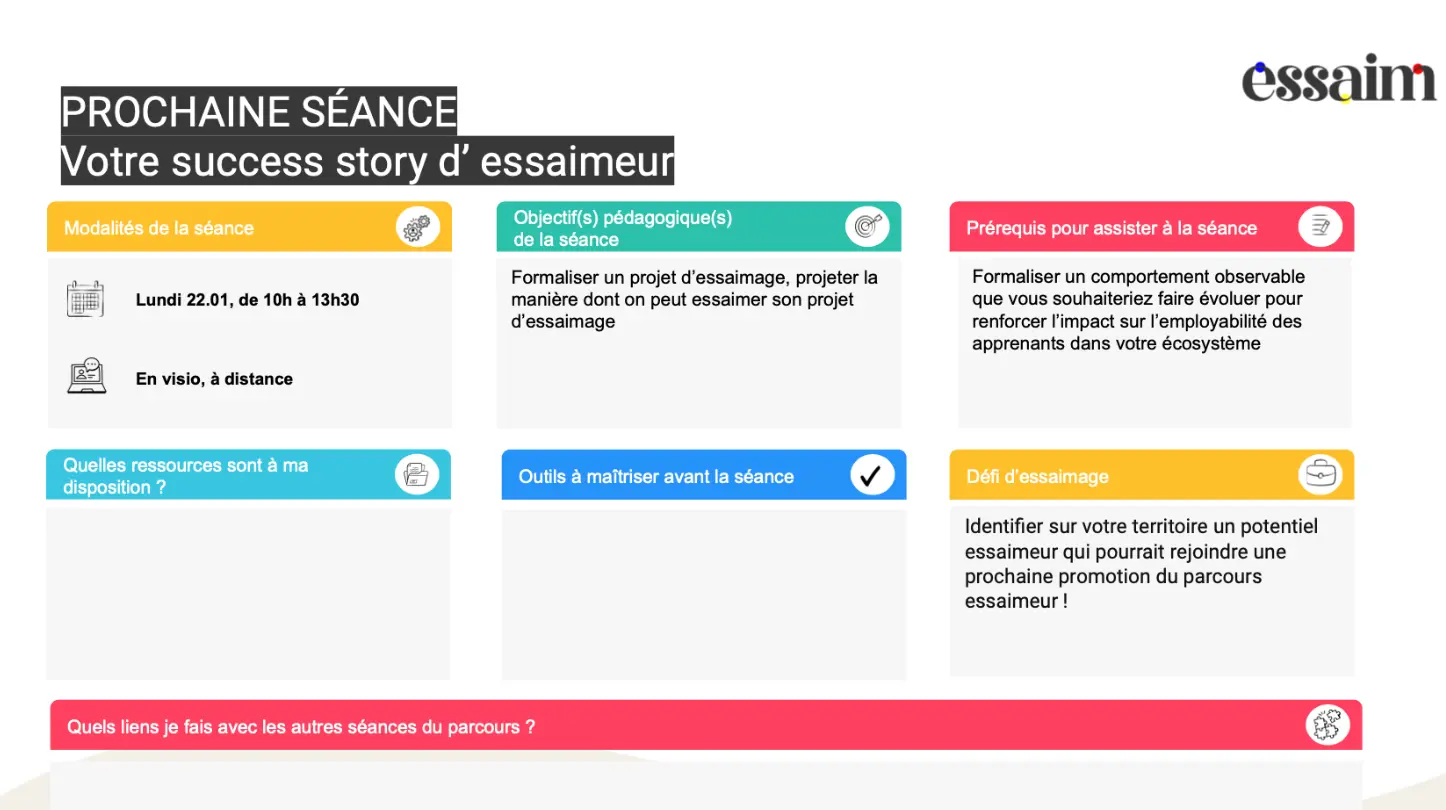 essaim
PROCHAINE SÉANCE
Votre success story d’ essaimeur
Modalités de la séance
Lundi 22.01, de 10h à 13h30
En visio, à distance
Objectif(s) pédagogique(s)
de la séance
Formaliser un projet d’essaimage, projeter la
manière dont on peut essaimer son projet
d’essaimage
Prérequis pour assister à la séance
Formaliser un comportement observable
que vous souhaiteriez faire évoluer pour
renforcer l’impact sur l’employabilité des
apprenants dans votre écosystème
Quelles ressources sont à ma
disposition ?
Outils à maîtriser avant la séance
Défi d’essaimage
Identifier sur votre territoire un potentiel
essaimeur qui pourrait rejoindre une
prochaine promotion du parcours
essaimeur !
Quels liens je fais avec les autres séances du parcours ?